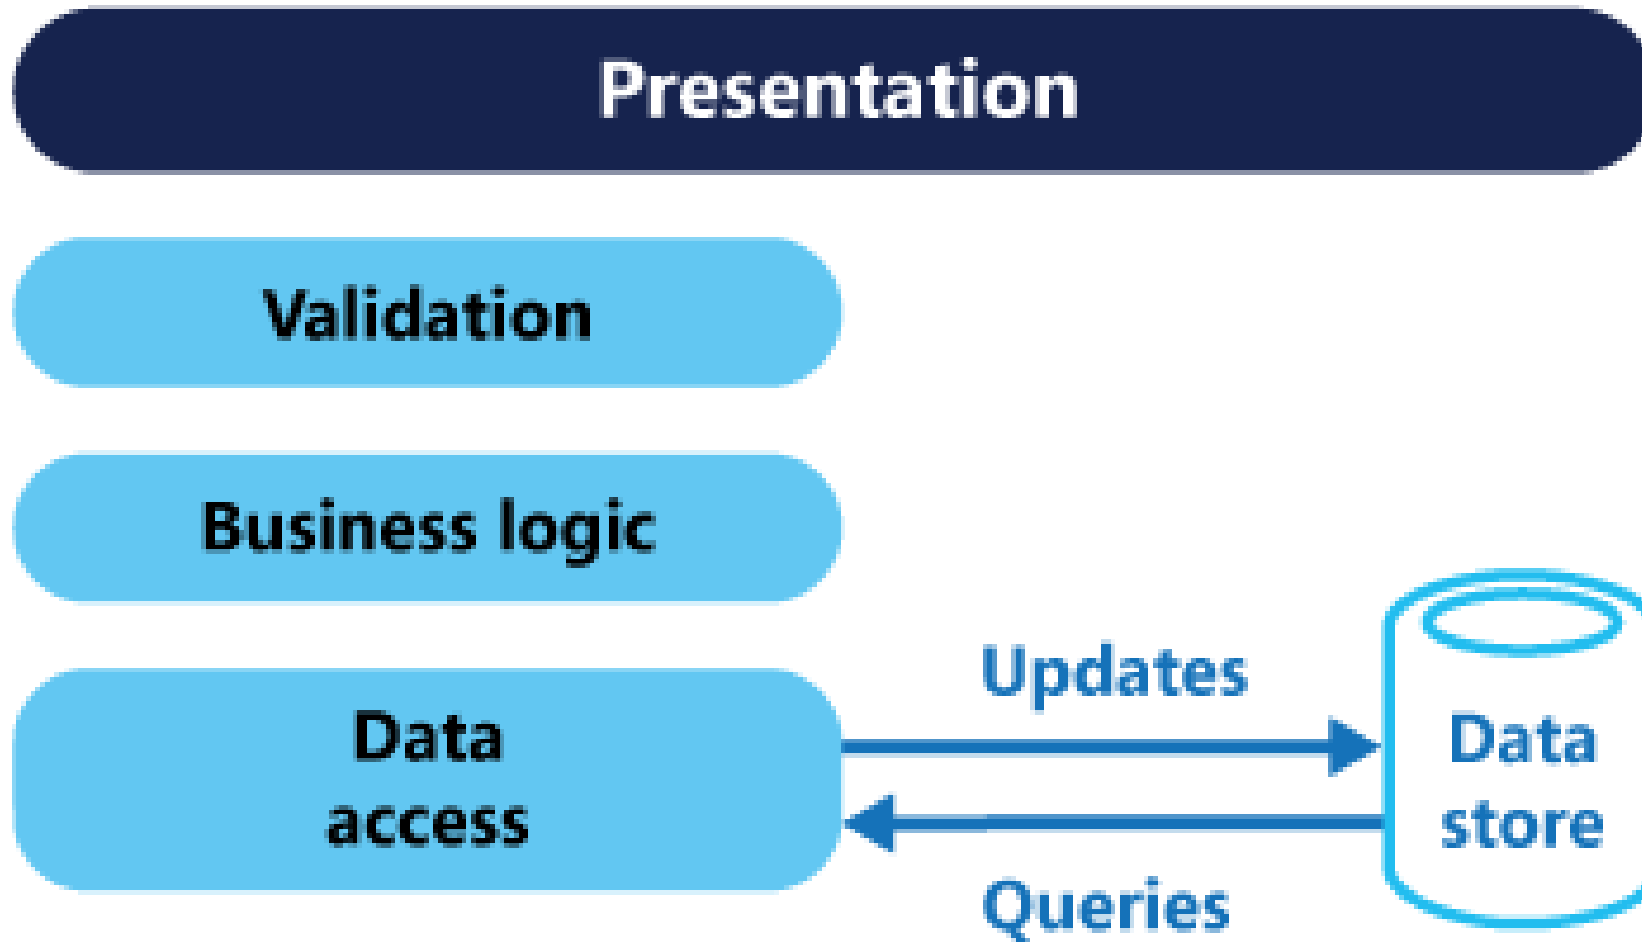 Presentation
Validation
Business logic
Data
access
Updates
Queries
Data
store